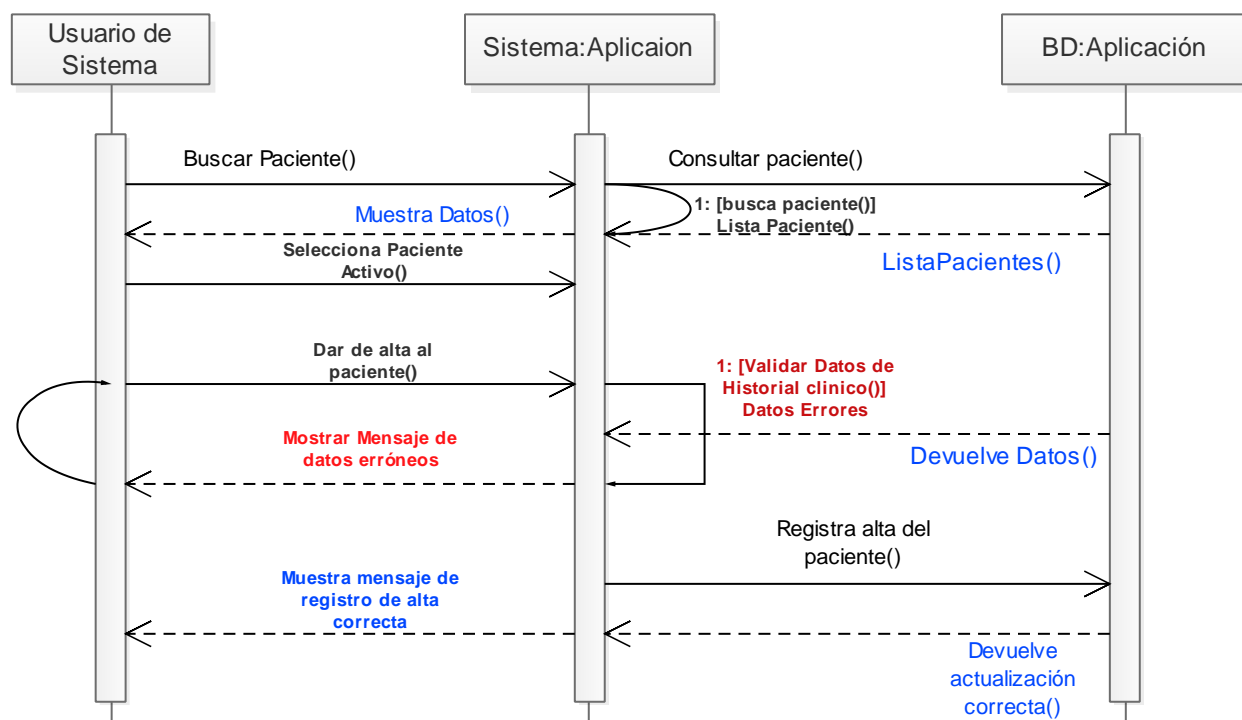 Usuario de
Sistema
Sistema:Aplicaion
BD:Aplicación
Buscar Paciente()
Consultar paciente()
1: [busca paciente()]
Lista Paciente()
Muestra Datos()
ListaPacientes()
Selecciona Paciente
Activo()
Dar de alta al
paciente()
1: [Validar Datos de
Historial clinico()]
Datos Errores
Devuelve Datos()
Mostrar Mensaje de
datos erróneos
Registra alta del
paciente()
Muestra mensaje de
registro de alta
correcta
Devuelve
actualización
correcta()